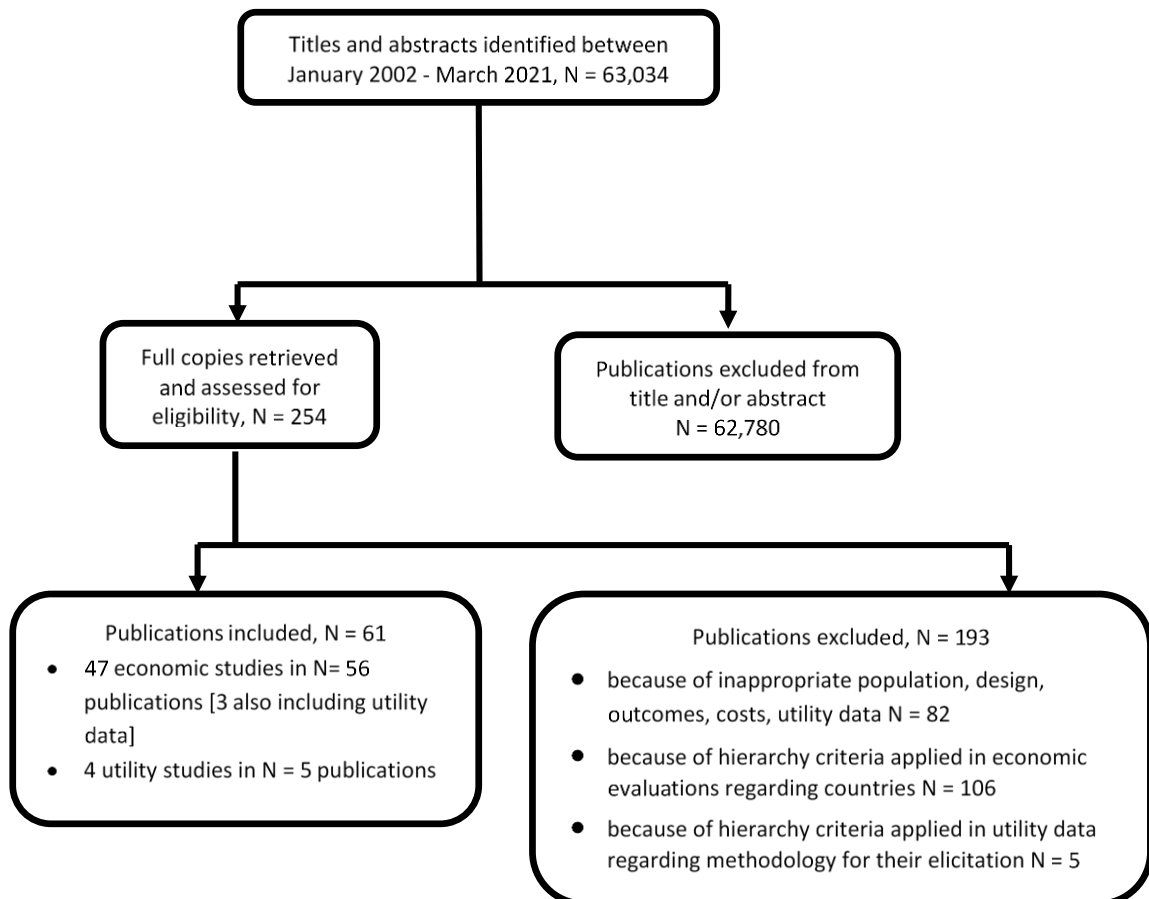 Titles and abstracts identified between
January 2002 - March 2021, N = 63,034
Full copies retrieved
and assessed for
eligibility, N = 254
Publications excluded from
title and/or abstract
N = 62,780
Publications included, N = 61
• 47 economic studies in N= 56
publications [3 also including utility
data]
• 4 utility studies in N = 5 publications
Publications excluded, N = 193
• because of inappropriate population, design,
outcomes, costs, utility data N = 82
• because of hierarchy criteria applied in economic
evaluations regarding countries N = 106
• because of hierarchy criteria applied in utility data
regarding methodology for their elicitation N = 5